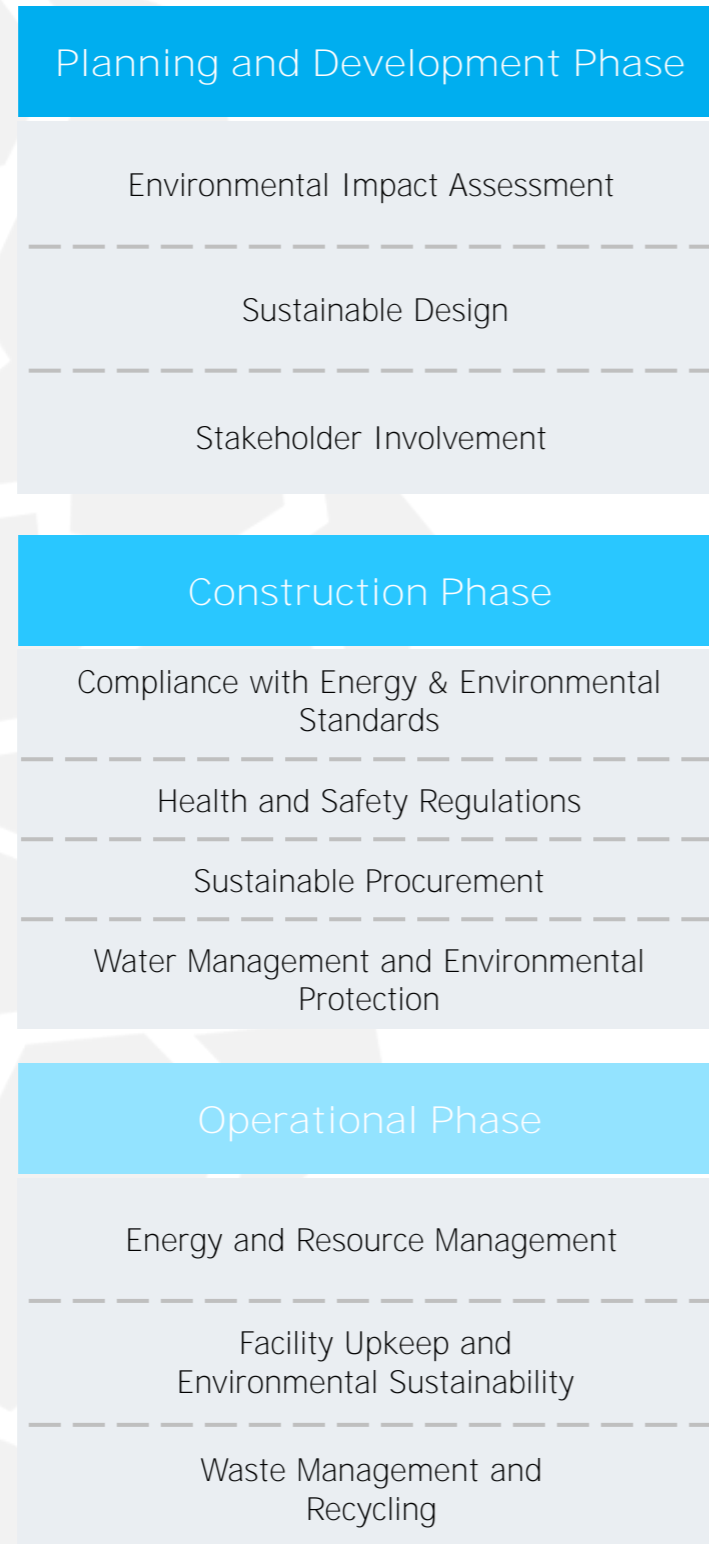 Planning and Development Phase
Environmental Impact Assessment
Sustainable Design
Stakeholder Involvement
Construction Phase
Compliance with Energy & Environmental
Standards
Health and Safety Regulations
Sustainable Procurement
Water Management and Environmental
Protection
Operational Phase
Energy and Resource Management
Facility Upkeep and
Environmental Sustainability
Waste Management and
Recycling